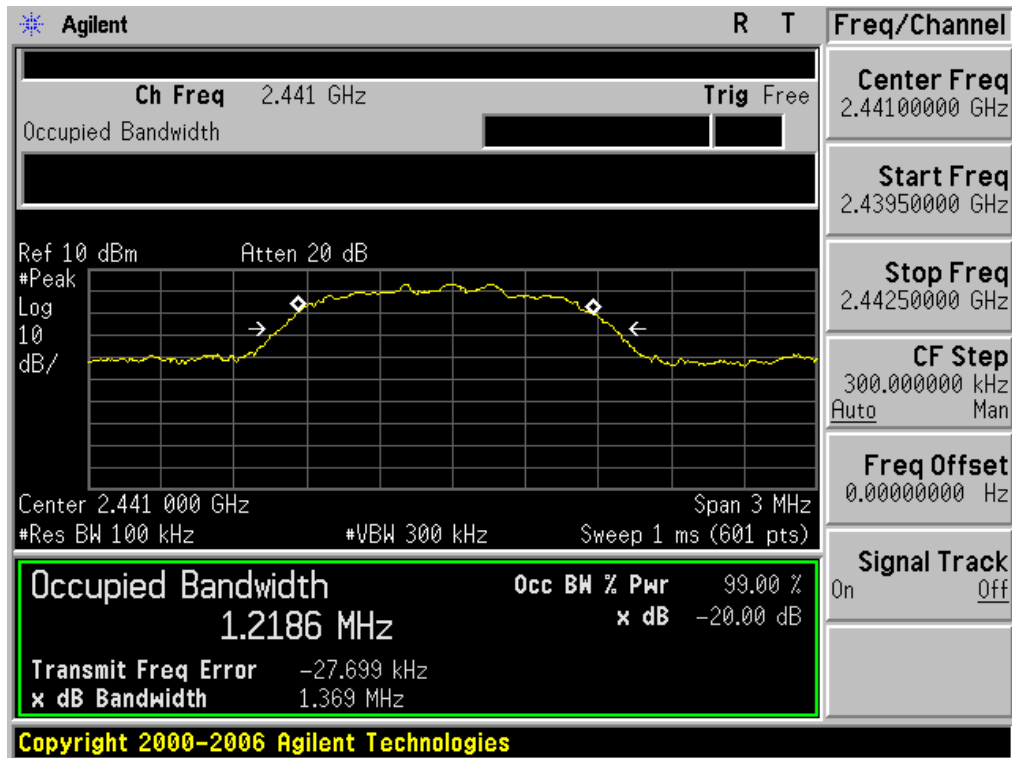 Agilent R T Freq/Channel
Ch Freq 2.441 GHz Trig Free
Occupied Bandwidth
Center Freq
2.44100000 GHz
Start Freq
2.43950000 GHz
Stop Freq
2.44250000 GHz
CF Step
300.000000 kHz
Auto Man
Freq Offset
0.00000000 Hz
Signal Track
On Off
Ref 10 dBm Atten 20 dB
#Peak
Log
10
dB/
Center 2.441 000 GHz Span 3 MHz
#Res BW 100 kHz #VBW 300 kHz Sweep 1 ms (601 pts)
Occupied Bandwidth Occ BW % Pwr 99.00 %
1.2186 MHz x dB -20.00 dB
Transmit Freq Error -27.699 kHz
x dB Bandwidth 1.369 MHz
Copyright 2000-2006 Agilent Technologies